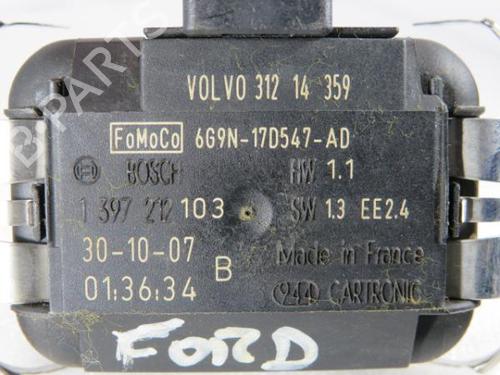 VOLVO 312 14 359
FoMoCo 6G9N-17D547-AD
BOSCH HW 1.1
1 397 212 103 SW 1.3 EE2.4
30-10-07 B Made in France
01:36:34 CARTRONIC
FORD